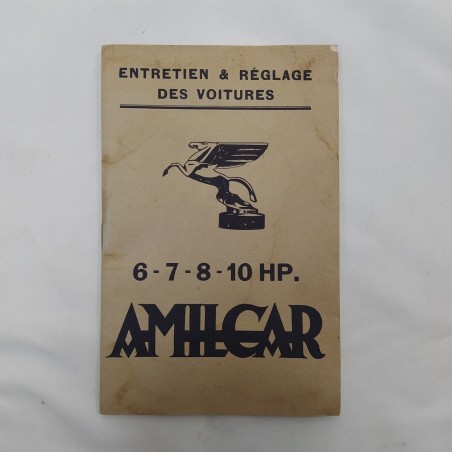 ENTRETIEN & RÉGLAGE
DES VOITURES
6-7-8-10 HP.
AMILCAR